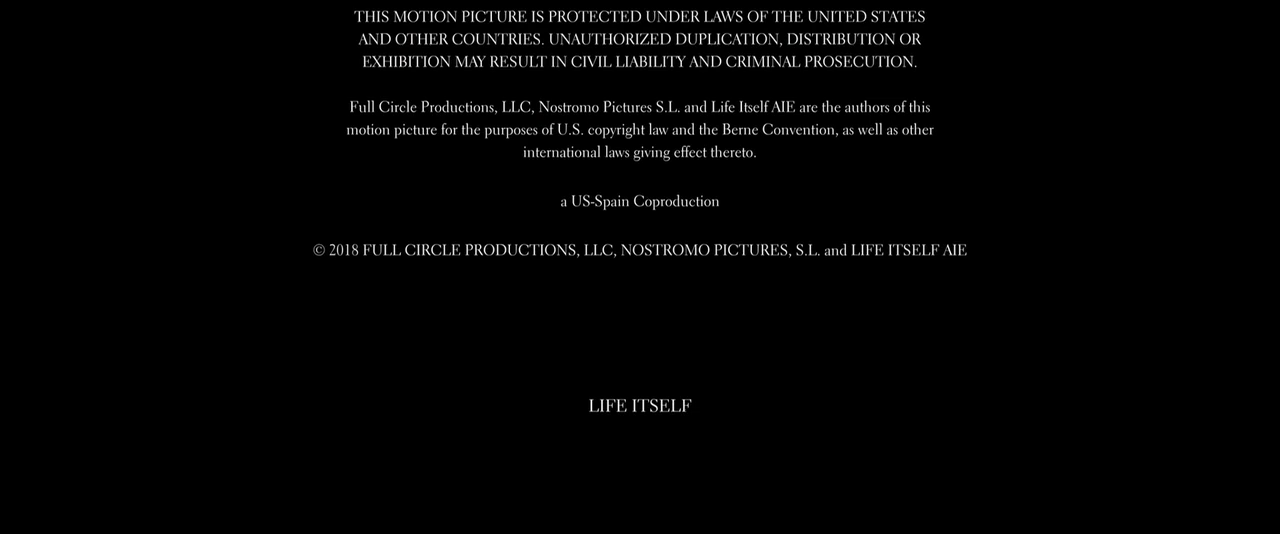 THIS MOTION PICTURE IS PROTECTED UNDER LAWS OF THE UNITED STATES
AND OTHER COUNTRIES. UNAUTHORIZED DUPLICATION, DISTRIBUTION OR
EXHIBITION MAY RESULT IN CIVIL LIABILITY AND CRIMINAL PROSECUTION.
Full Circle Productions, LLC, Nostromo Pictures S.L. and Life Itself AIE are the authors of this
motion picture for the purposes of U.S. copyright law and the Berne Convention, as well as other
international laws giving effect thereto.
a US-Spain Coproduction
© 2018 FULL CIRCLE PRODUCTIONS, LLC, NOSTROMO PICTURES, S.L. and LIFE ITSELF AIE
LIFE ITSELF